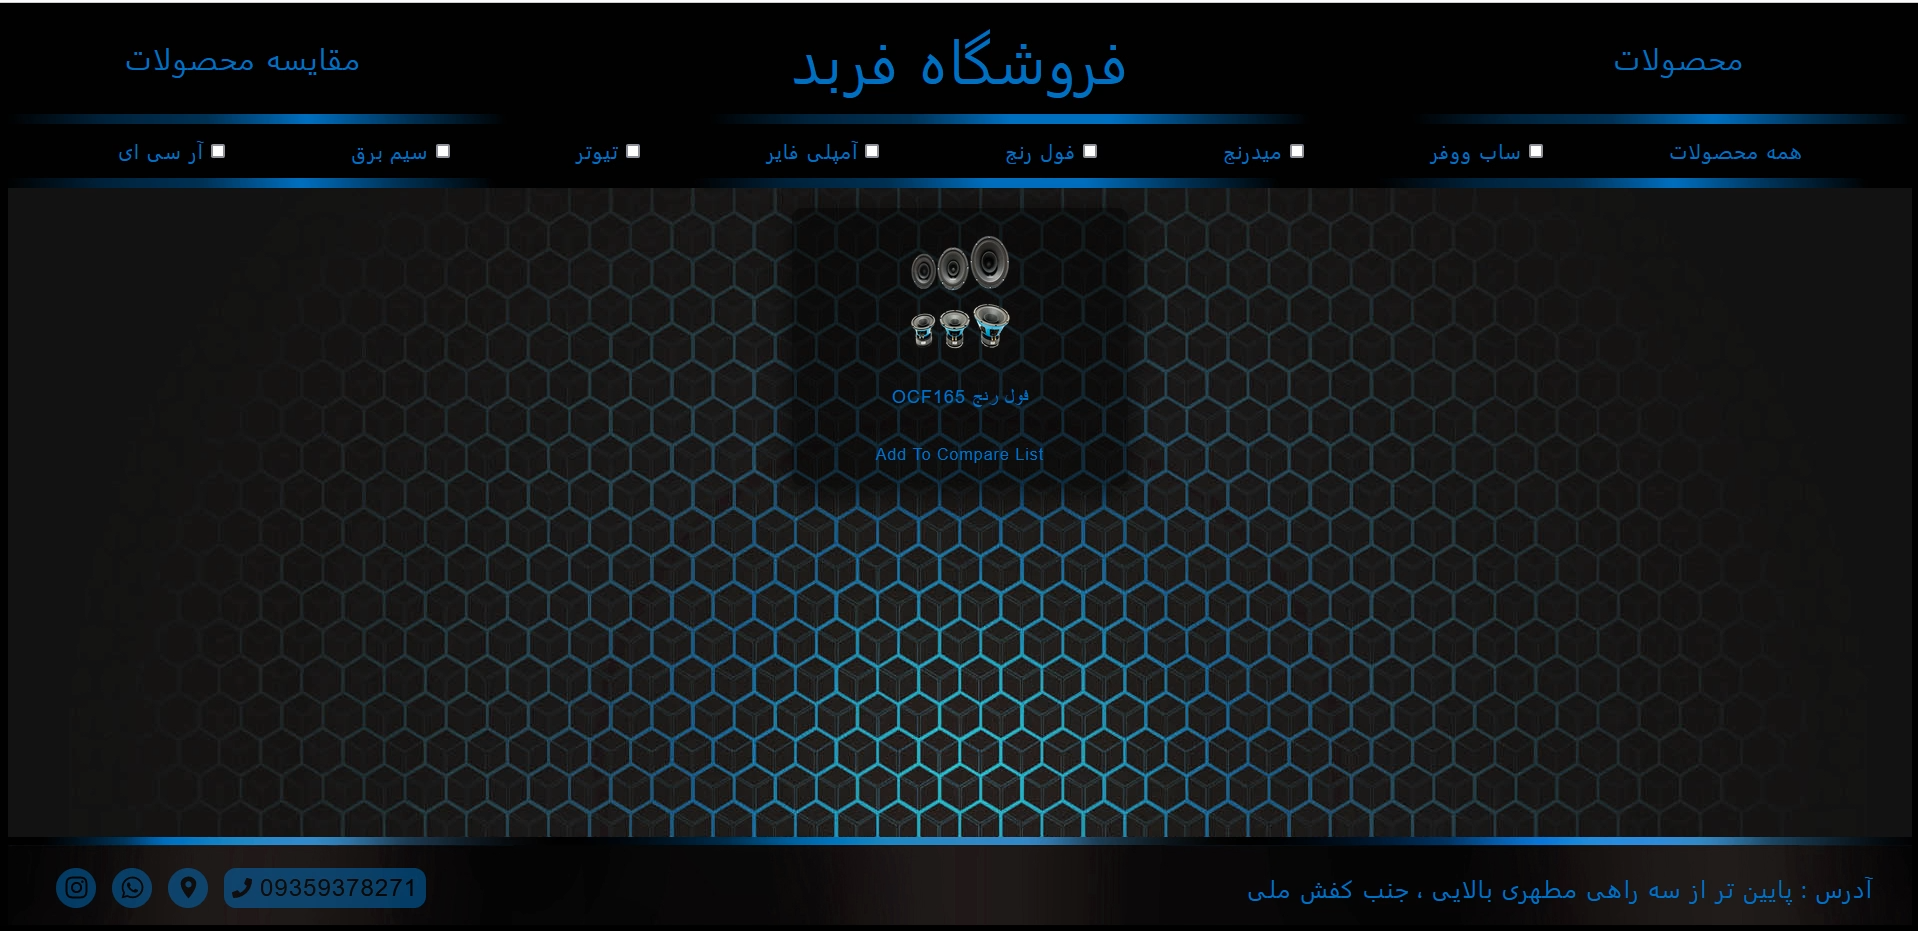 محصولات
فروشگاه فربد
مقایسه محصولات
همه محصولات
ساب ووفر
میدرنج
فول رنج
آمپلی فایر
تیوتر
سیم برق
آر سی ای
فول رنج OCF165
Add To Compare List
آدرس : پایین تر از سه راهی مطهری بالایی ، جنب کفش ملی
09359378271